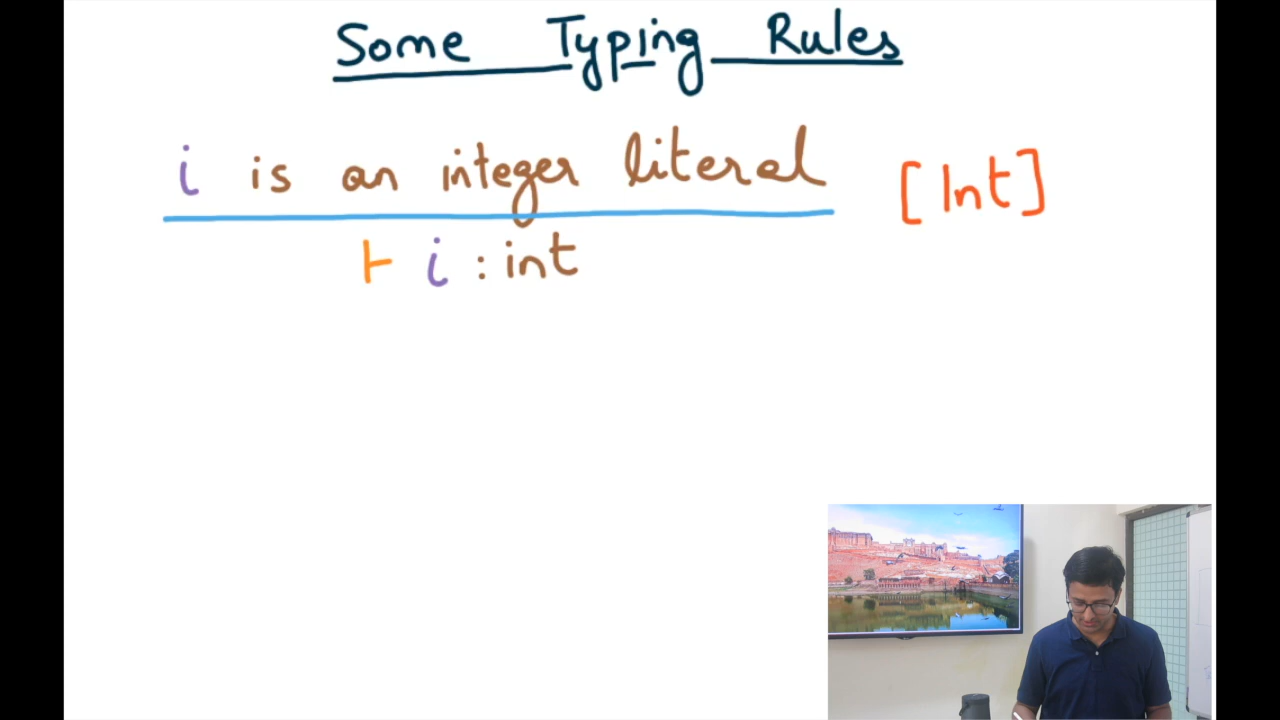 Some Typing Rules
i is an integer literal [Int]
⊢ i : int